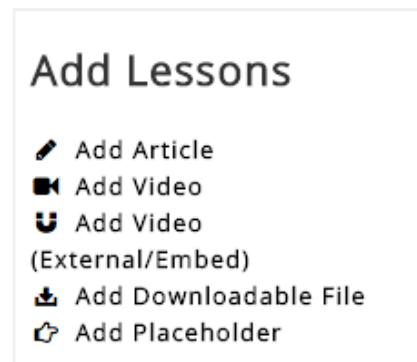 Add Lessons
Add Article
Add Video
Add Video
(External/Embed)
Add Downloadable File
Add Placeholder